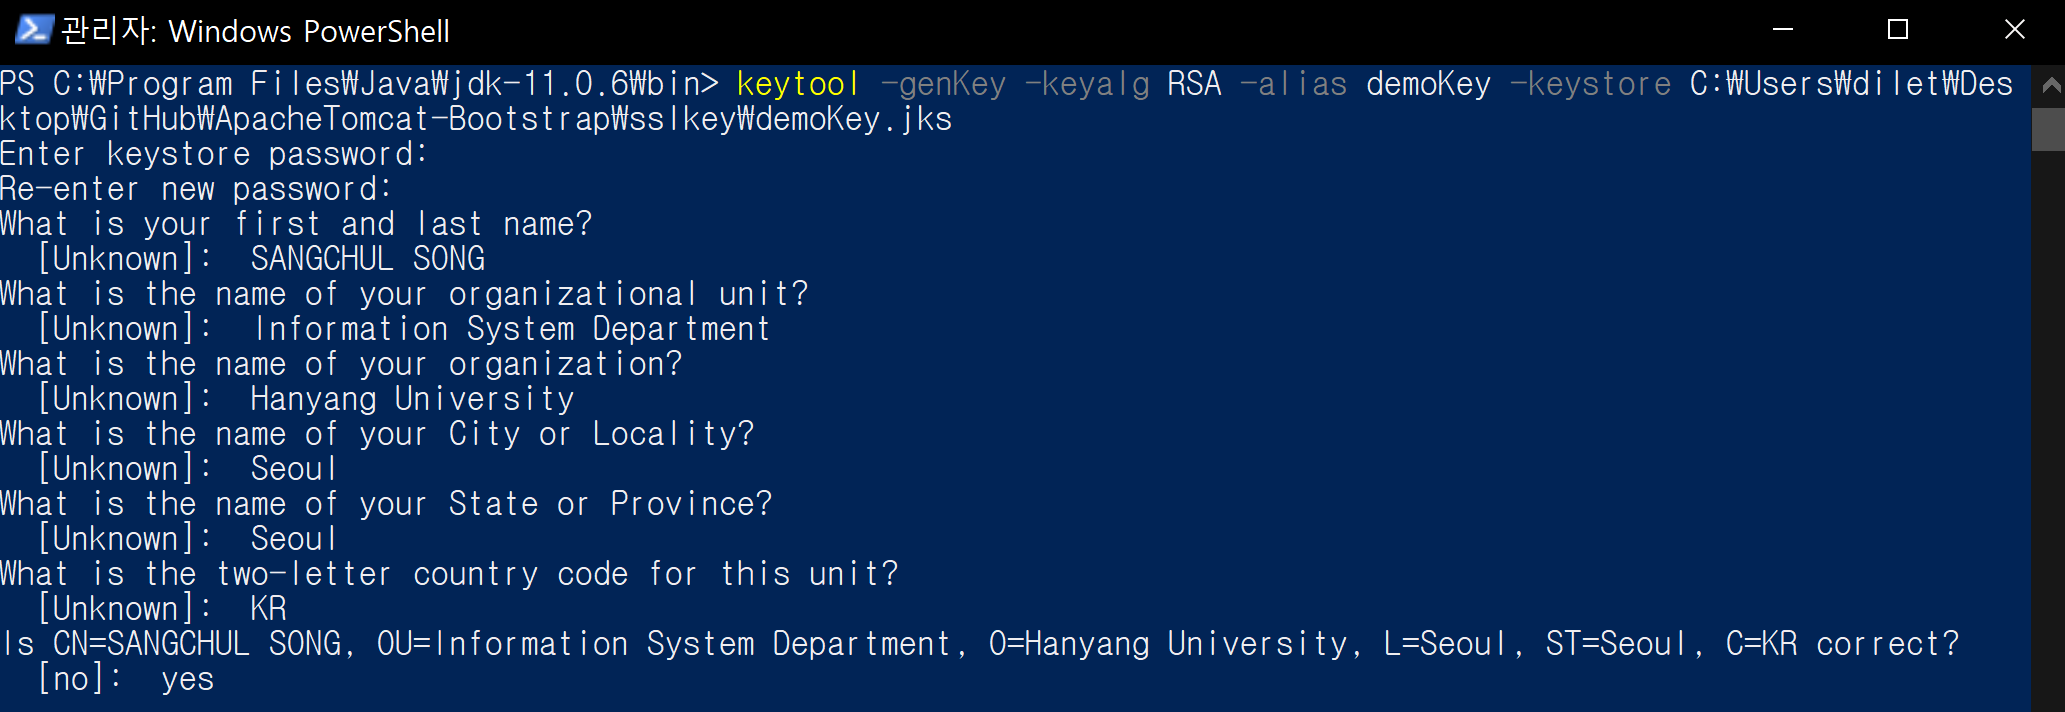 관리자: Windows PowerShell
PS C:₩Program Files₩Java₩jdk-11.0.6₩bin> keytool -genKey -keyalg RSA -alias demoKey -keystore C:₩Users₩dilet₩Des
ktop₩GitHub₩ApacheTomcat-Bootstrap₩sslkey₩demoKey.jks
Enter keystore password:
Re-enter new password:
What is your first and last name?
  [Unknown]:  SANGCHUL SONG
What is the name of your organizational unit?
  [Unknown]:  Information System Department
What is the name of your organization?
  [Unknown]:  Hanyang University
What is the name of your City or Locality?
  [Unknown]:  Seoul
What is the name of your State or Province?
  [Unknown]:  Seoul
What is the two-letter country code for this unit?
  [Unknown]:  KR
Is CN=SANGCHUL SONG, OU=Information System Department, O=Hanyang University, L=Seoul, ST=Seoul, C=KR correct?
  [no]:  yes